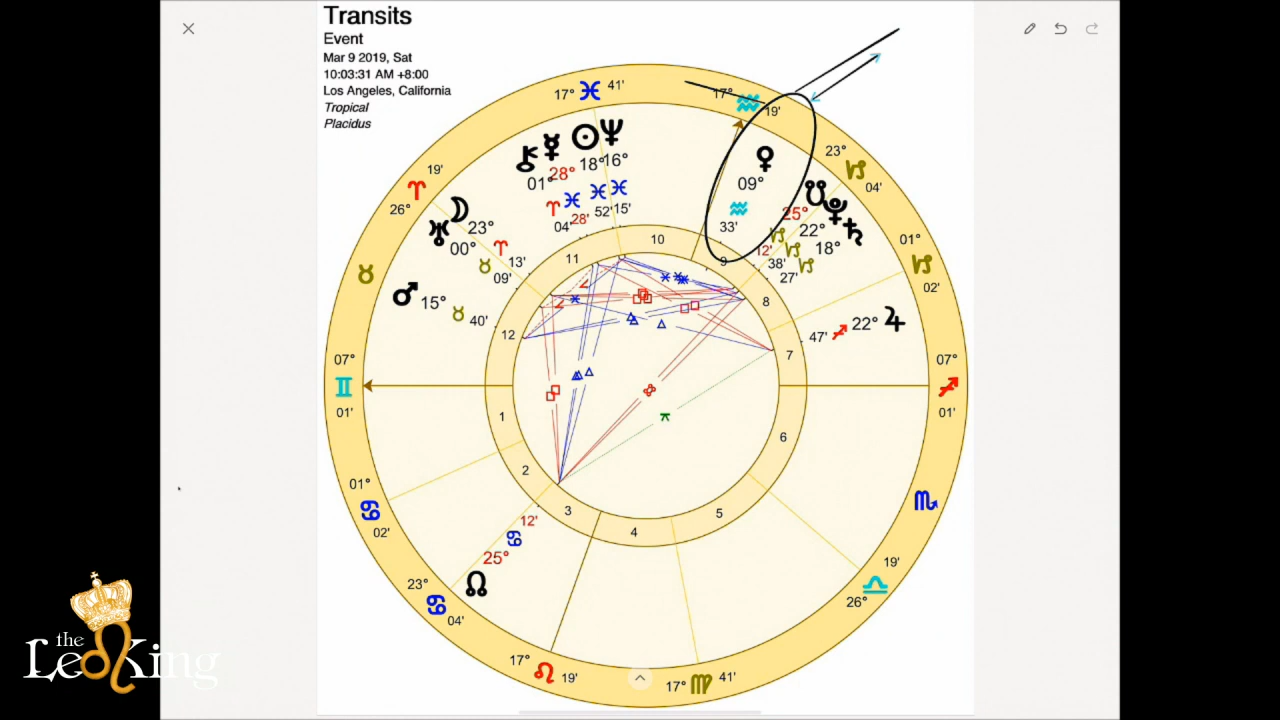 Transits
Event
Mar 9 2019, Sat
10:03:31 AM +8:00
Los Angeles, California
Tropical
Placidus
17° ♓ 41'
17° ♒ 19'
23° ♑ 04'
01° ♑ 02'
07° ♐ 01'
♏
19' ♎ 26°
17° ♍ 41'
17° ♌ 19'
23° ♋ 04'
01° ♋ 02'
07° ♊ 01'
♉
19' ♈ 26°
⚷ 01° ♈ 04'
☿ 28° ♓ 28'
☉ 18° ♓ 52'
♆ 16° ♓ 15'
♀ 09° ♒ 33'
☋ 25° ♑ 12'
♇ 22° ♑ 38'
♄ 18° ♑ 27'
♃ 22° ♐ 47'
☽ 23° ♈ 13'
♅ 00° ♉ 09'
♂ 15° ♉ 40'
☊ 25° ♋ 12'
1
2
3
4
5
6
7
8
9
10
11
12
the
Leo King